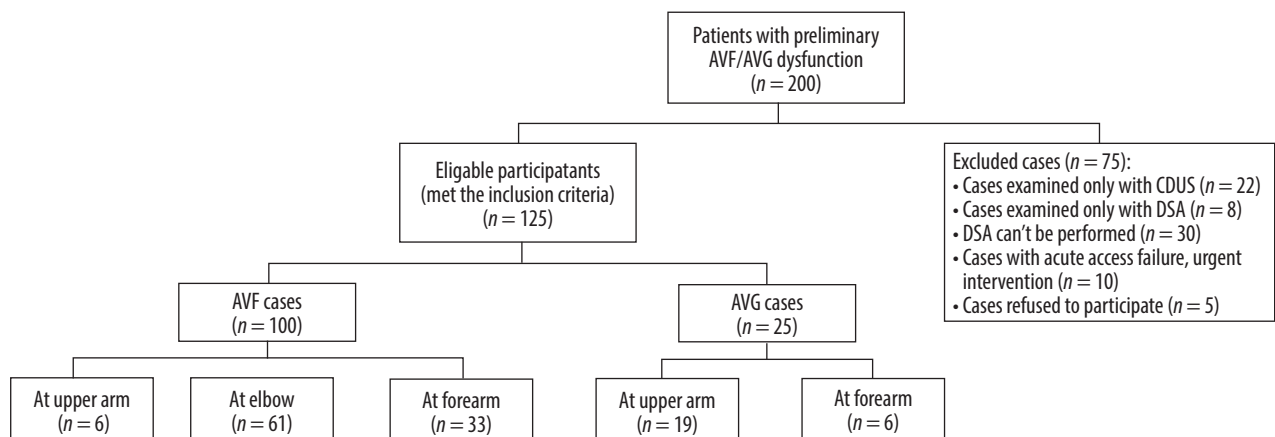 Patients with preliminary
AVF/AVG dysfunction
(n = 200)
Eligible participatants
(met the inclusion criteria)
(n = 125)
Excluded cases (n = 75):
• Cases examined only with CDUS (n = 22)
• Cases examined only with DSA (n = 8)
• DSA can't be performed (n = 30)
• Cases with acute access failure, urgent
intervention (n = 10)
• Cases refused to participate (n = 5)
AVF cases
(n = 100)
AVG cases
(n = 25)
At upper arm
(n = 6)
At elbow
(n = 61)
At forearm
(n = 33)
At upper arm
(n = 19)
At forearm
(n = 6)